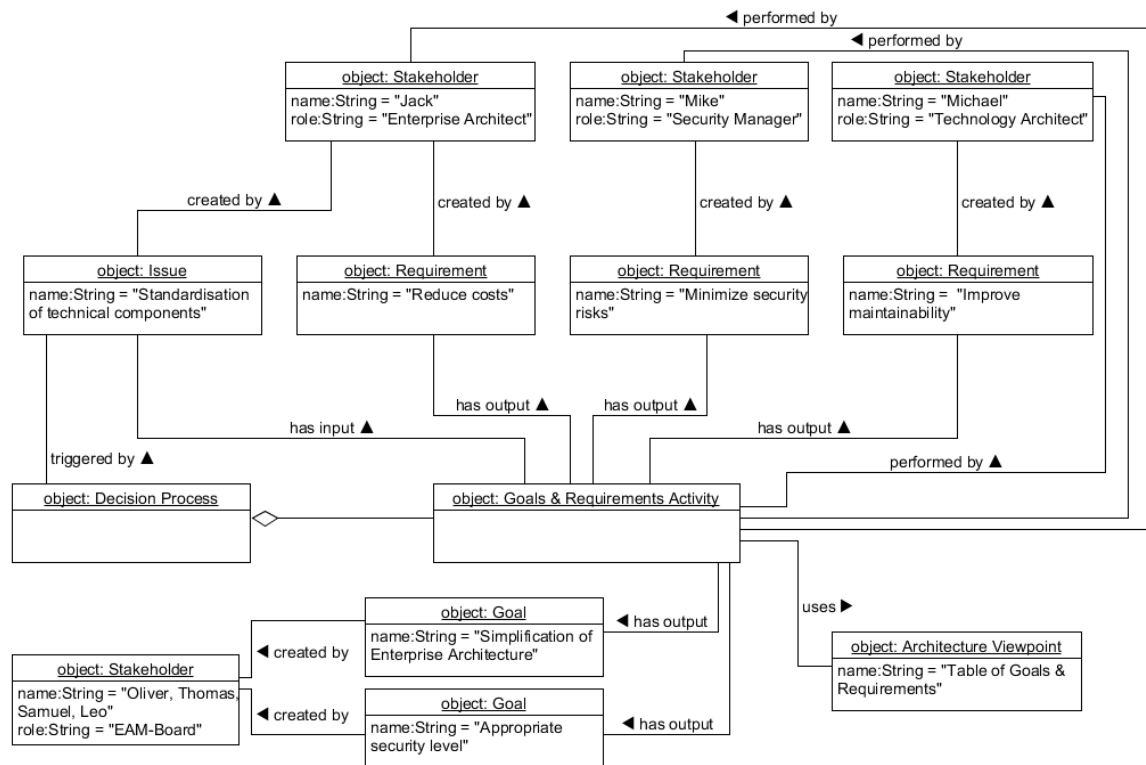 ◀ performed by
◀ performed by
object: Stakeholder
name:String = "Jack"
role:String = "Enterprise Architect"
object: Stakeholder
name:String = "Mike"
role:String = "Security Manager"
object: Stakeholder
name:String = "Michael"
role:String = "Technology Architect"
created by ▲
created by ▲
created by ▲
created by ▲
object: Issue
name:String = "Standardisation
of technical components"
object: Requirement
name:String = "Reduce costs"
object: Requirement
name:String = "Minimize security
risks"
object: Requirement
name:String =  "Improve
maintainability"
has output ▲
has output ▲
has input ▲
has output ▲
triggered by ▲
performed by ▲
object: Decision Process
object: Goals & Requirements Activity
object: Goal
name:String = "Simplification of
Enterprise Architecture"
◀ has output
uses ▶
◀ created by
object: Stakeholder
name:String = "Oliver, Thomas,
Samuel, Leo"
role:String = "EAM-Board"
object: Architecture Viewpoint
name:String = "Table of Goals &
Requirements"
◀ created by
object: Goal
name:String = "Appropriate
security level"
◀ has output